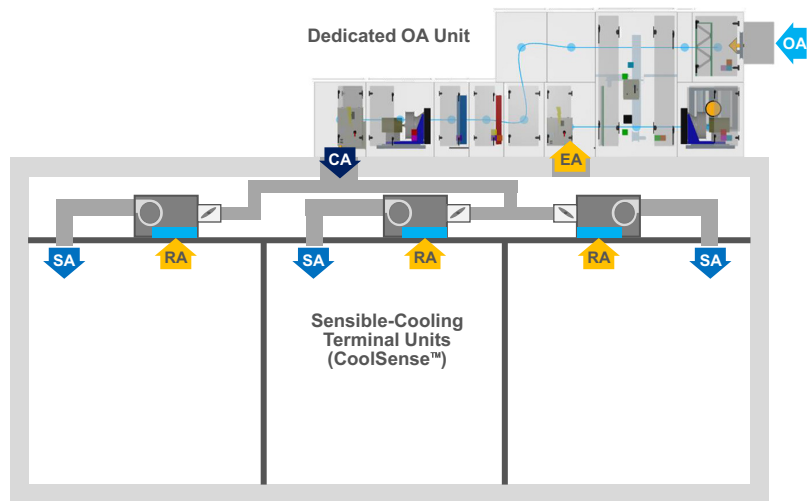 Dedicated OA Unit
OA
CA
EA
SA
RA
SA
RA
RA
SA
Sensible-Cooling
Terminal Units
(CoolSense™)